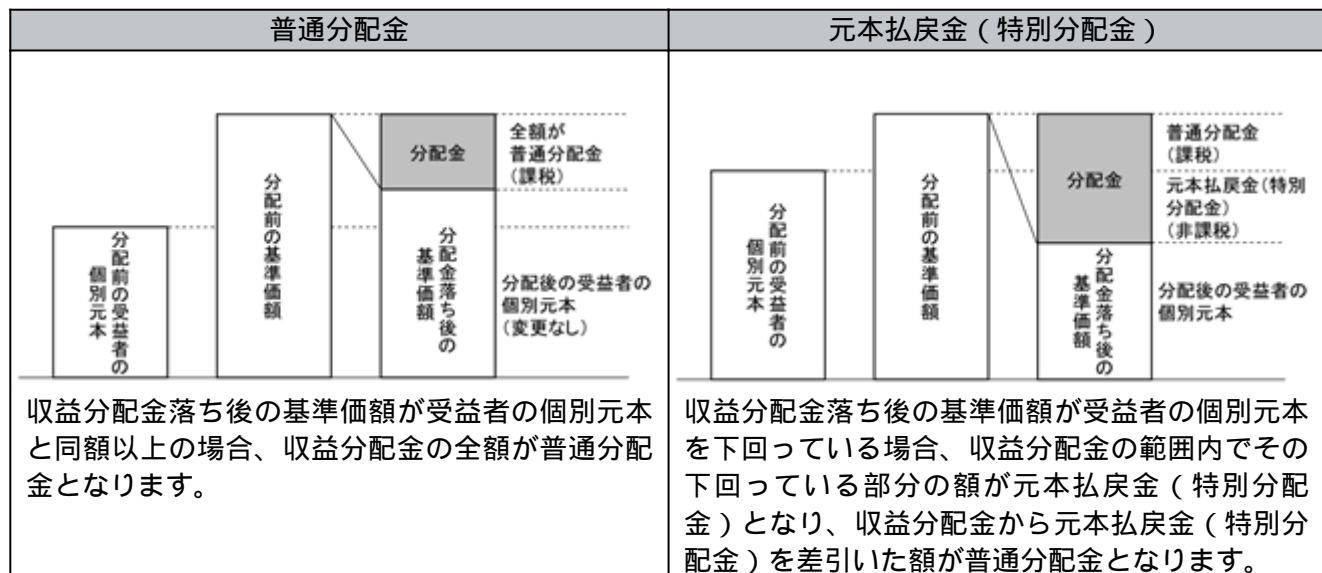 普通分配金
分配前の受益者の
個別元本
分配前の基準価額
分配金
分配金落ち後の
基準価額
全額が
普通分配金
(課税)
分配後の受益者の
個別元本
(変更なし)
収益分配金落ち後の基準価額が受益者の個別元本
と同額以上の場合、収益分配金の全額が普通分配
金となります。
元本払戻金(特別分配金)
分配前の受益者の
個別元本
分配前の基準価額
分配金
分配金落ち後の
基準価額
普通分配金
(課税)
元本払戻金(特別
分配金)
(非課税)
分配後の受益者の
個別元本
収益分配金落ち後の基準価額が受益者の個別元本
を下回っている場合、収益分配金の範囲内でその
下回っている部分の額が元本払戻金(特別分配
金)となり、収益分配金から元本払戻金(特別分
配金)を差引いた額が普通分配金となります。